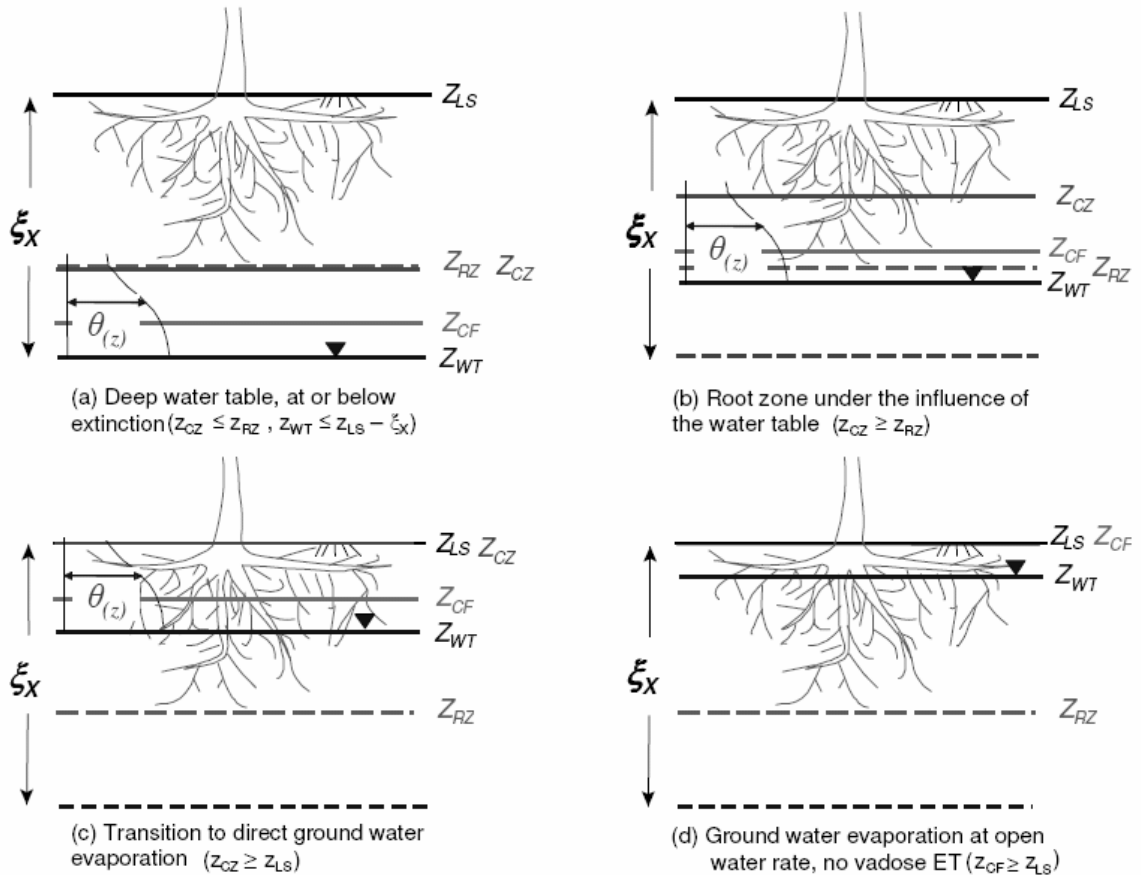 Z_LS
ξ_X
Z_RZ Z_CZ
θ_(z)
Z_CF
Z_WT
(a) Deep water table, at or below
extinction (z_CZ ≤ z_RZ , z_WT ≤ z_LS – ξ_X)
Z_LS
Z_CZ
ξ_X
θ_(z)
Z_CF
Z_RZ
Z_WT
(b) Root zone under the influence of
the water table (z_CZ ≥ z_RZ)
Z_LS Z_CZ
θ_(z)
Z_CF
Z_WT
ξ_X
Z_RZ
(c) Transition to direct ground water
evaporation (z_CZ ≥ z_LS)
Z_LS Z_CF
Z_WT
ξ_X
Z_RZ
(d) Ground water evaporation at open
water rate, no vadose ET (z_CF ≥ z_LS)